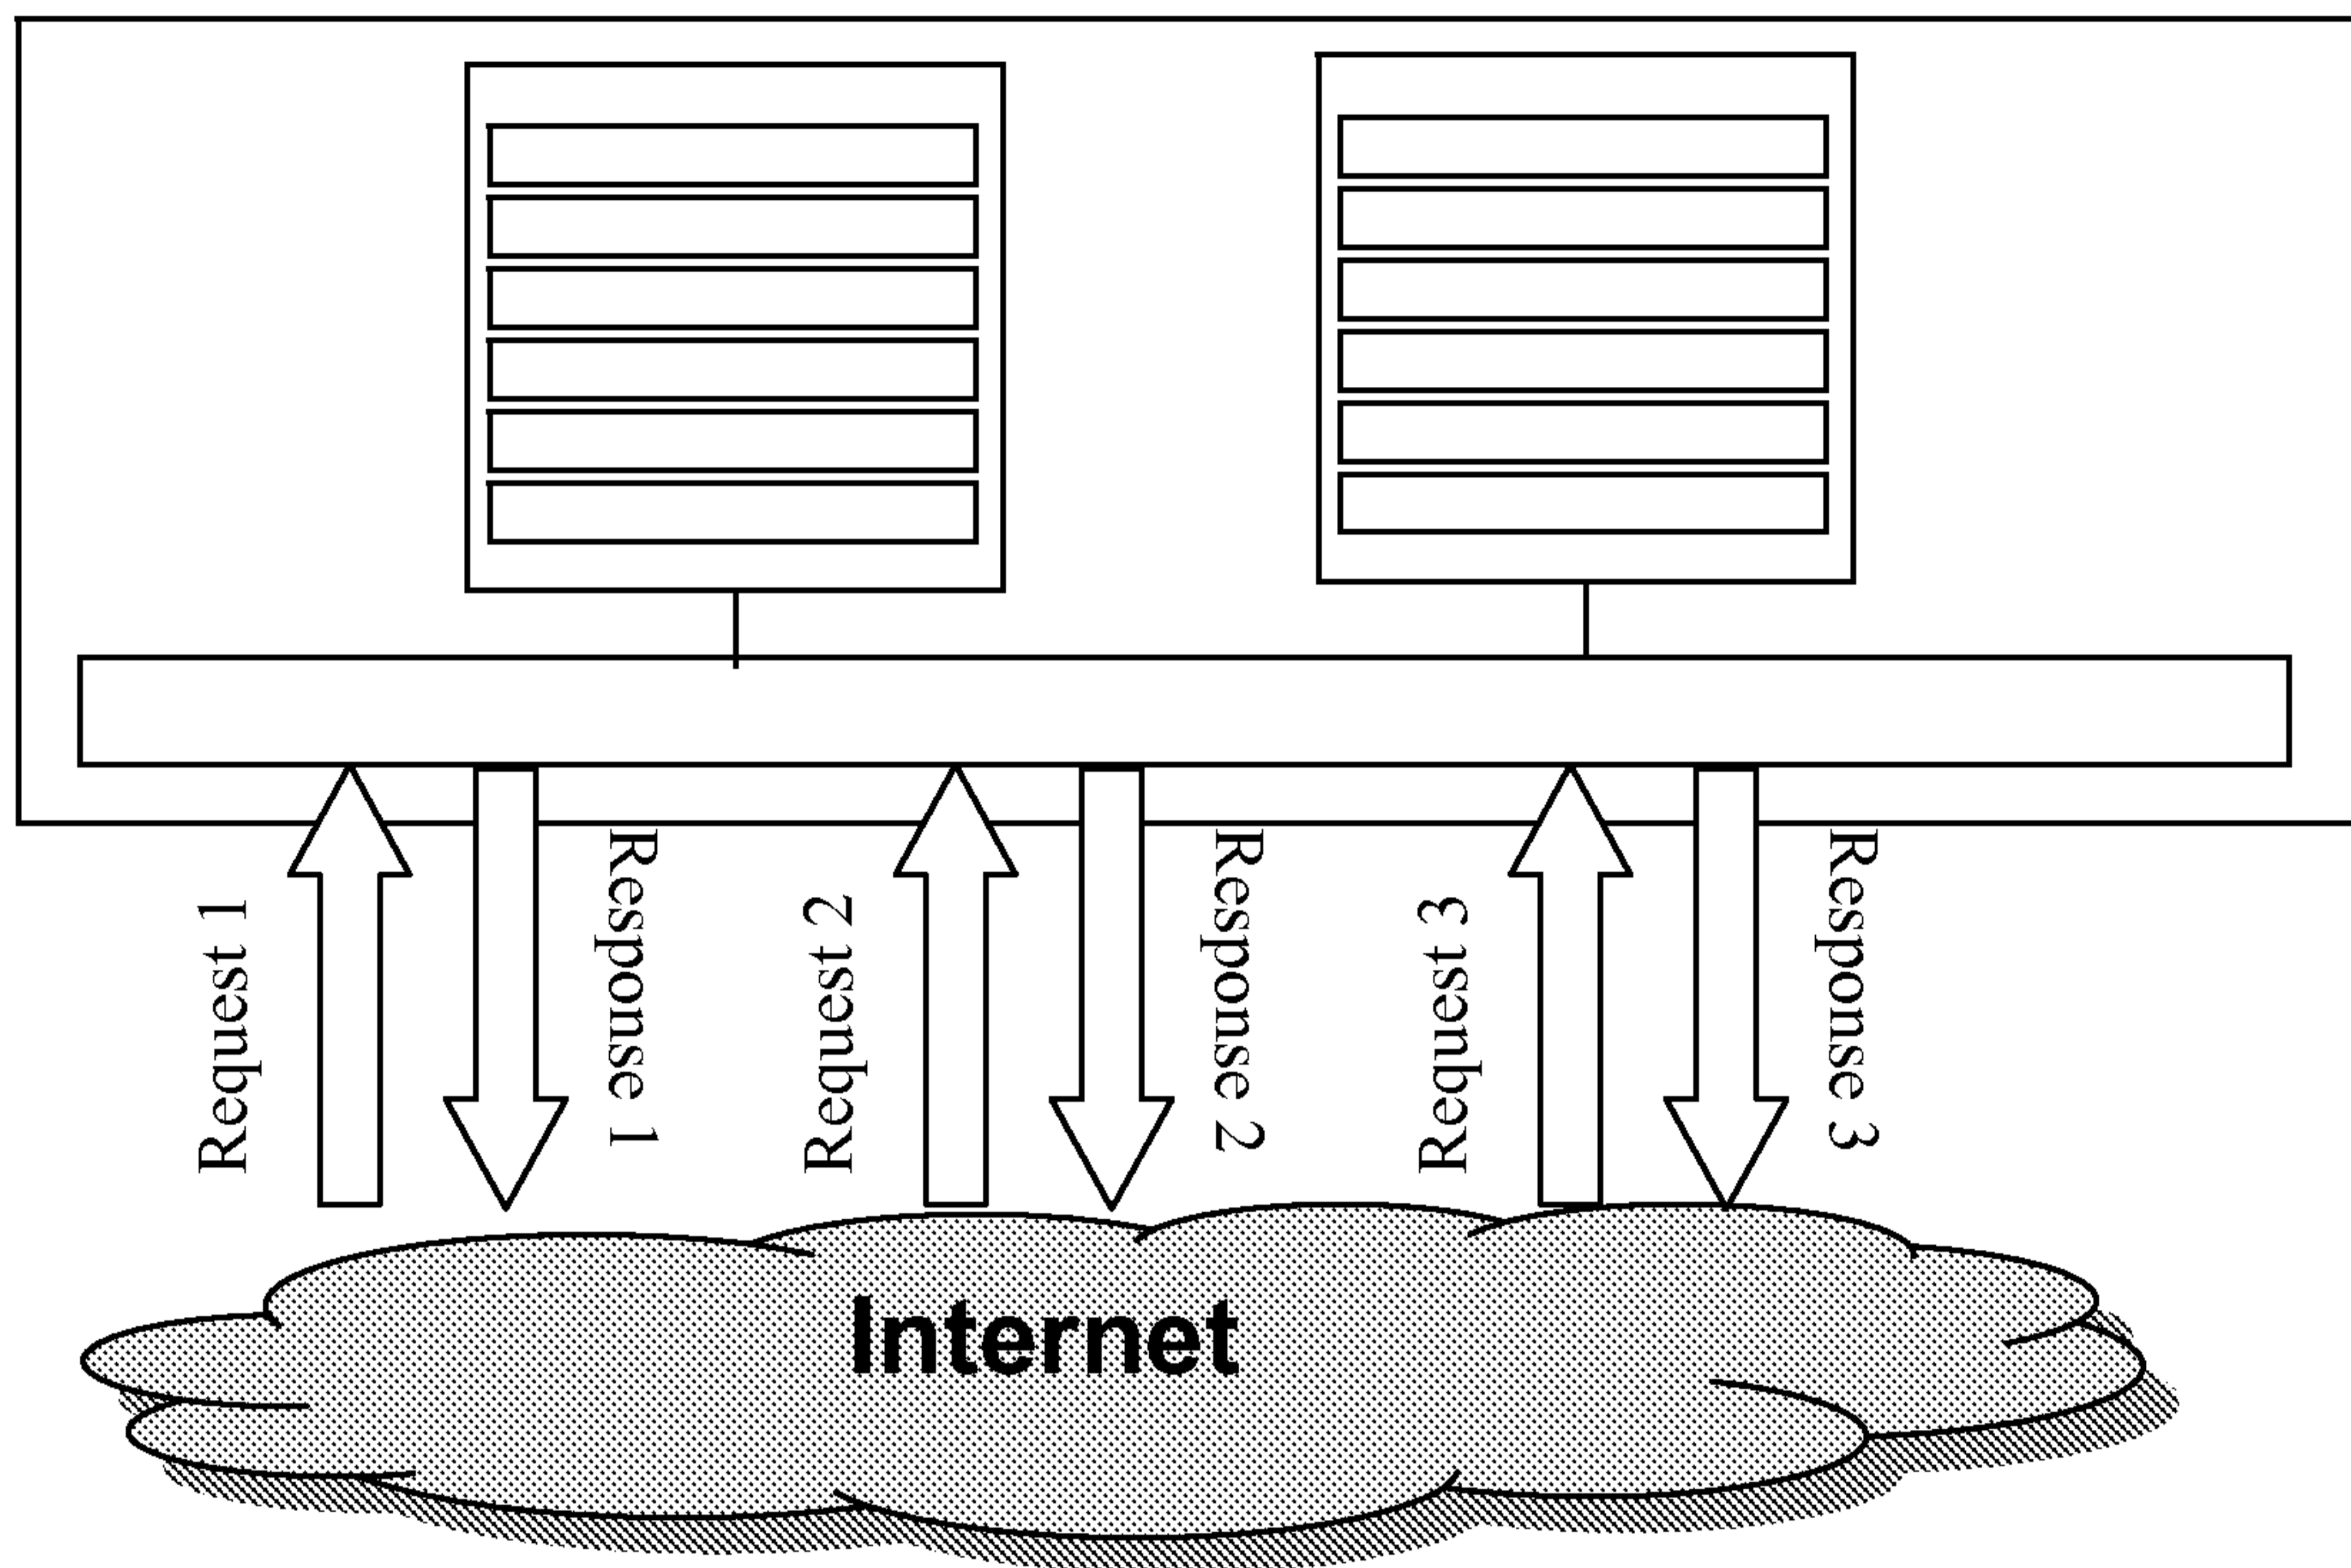 Request 1
Response 1
Request 2
Response 2
Request 3
Response 3
Internet